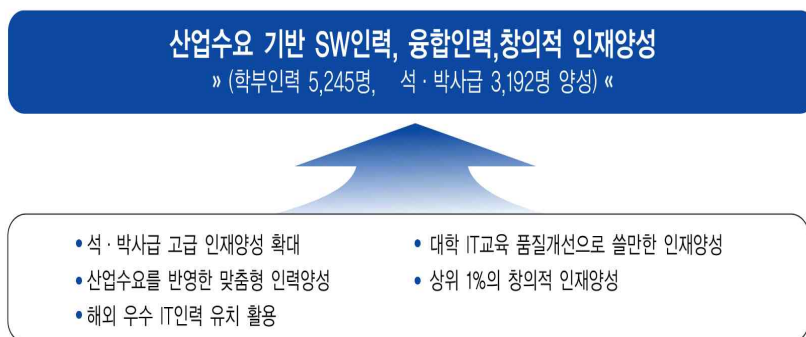 산업수요 기반 SW인력, 융합인력,창의적 인재양성
» (학부인력 5,245명, 석·박사급 3,192명 양성) «
• 석·박사급 고급 인재양성 확대
• 산업수요를 반영한 맞춤형 인력양성
• 해외 우수 IT인력 유치 활용
• 대학 IT교육 품질개선으로 쓸만한 인재양성
• 상위 1%의 창의적 인재양성